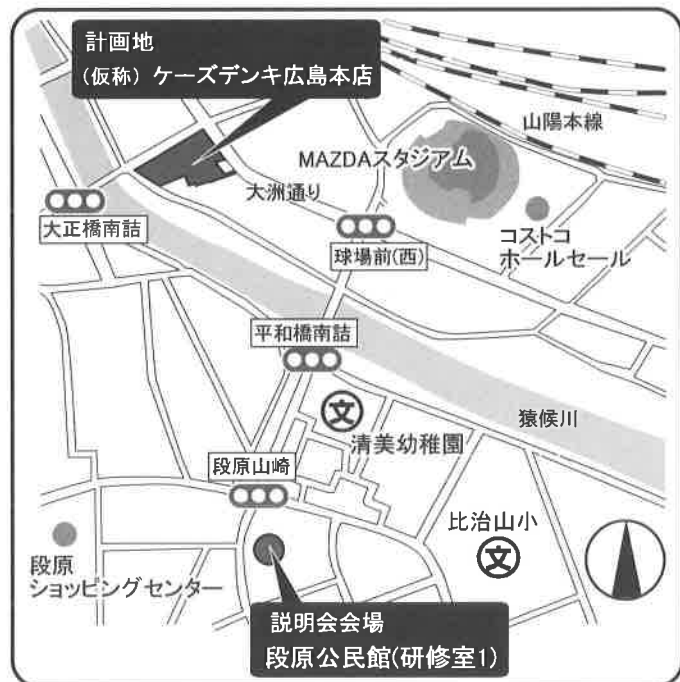 計画地
(仮称) ケーズデンキ広島本店
山陽本線
MAZDAスタジアム
大洲通り
大正橋南詰
球場前(西)
コストコ
ホールセール
平和橋南詰
猿候川
文
清美幼稚園
段原山崎
比治山小
文
段原
ショッピングセンター
説明会会場
段原公民館(研修室1)